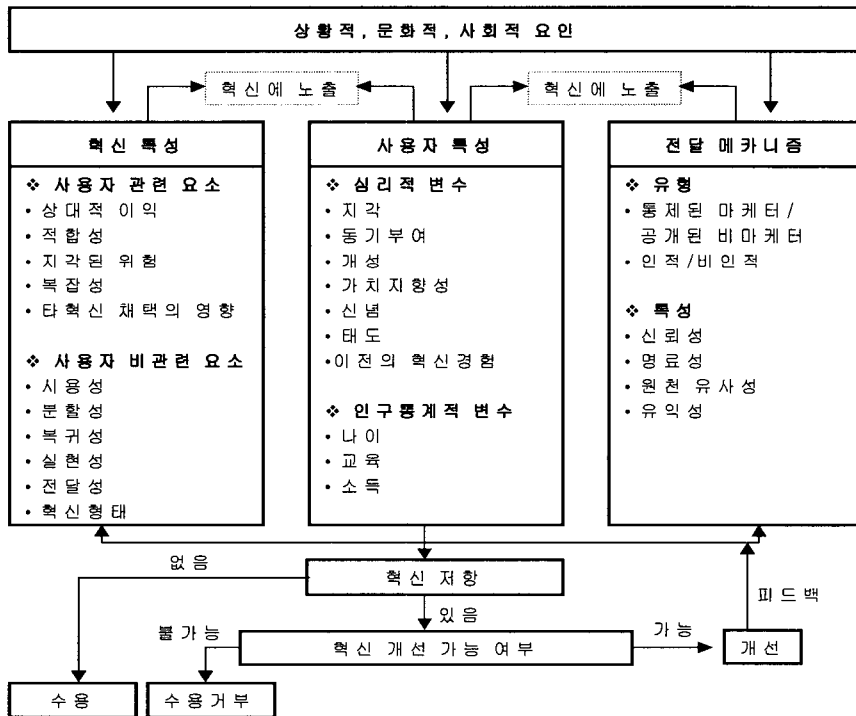 상황적, 문화적, 사회적 요인
혁신에 노출
혁신에 노출
혁신 특성
❖ 사용자 관련 요소
• 상대적 이익
• 적합성
• 지각된 위험
• 복잡성
• 타혁신 채택의 영향
❖ 사용자 비관련 요소
• 시용성
• 분할성
• 복귀성
• 실현성
• 전달성
• 혁신형태
사용자 특성
❖ 심리적 변수
• 지각
• 동기부여
• 개성
• 가치지향성
• 신념
• 태도
•이전의 혁신경험
❖ 인구통계적 변수
• 나이
• 교육
• 소득
전달 메카니즘
❖ 유형
• 통제된 마케터/
공개된 비마케터
• 인적/비인적
❖ 특성
• 신뢰성
• 명료성
• 원천 유사성
• 유익성
없음
혁신 저항
피드백
있음
불가능
혁신 개선 가능 여부
가능
개선
수용
수용거부